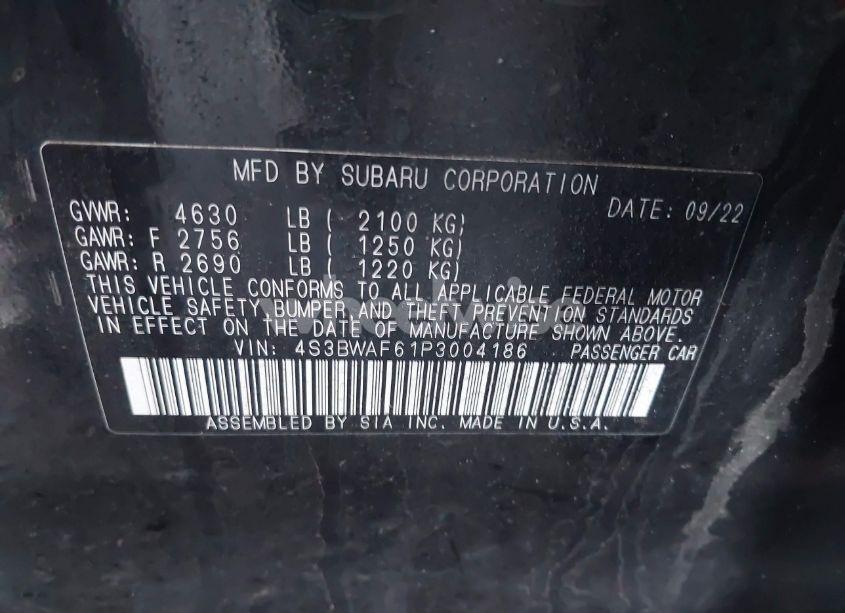 MFD BY SUBARU CORPORATION
DATE: 09/22
GVWR: 4630 LB ( 2100 KG)
GAWR: F 2756 LB ( 1250 KG)
GAWR: R 2690 LB ( 1220 KG)
THIS VEHICLE CONFORMS TO ALL APPLICABLE FEDERAL MOTOR
VEHICLE SAFETY, BUMPER, AND THEFT PREVENTION STANDARDS
IN EFFECT ON THE DATE OF MANUFACTURE SHOWN ABOVE.
VIN: 4S3BWAF61P3004186 PASSENGER CAR
ASSEMBLED BY SIA INC. MADE IN U.S.A.